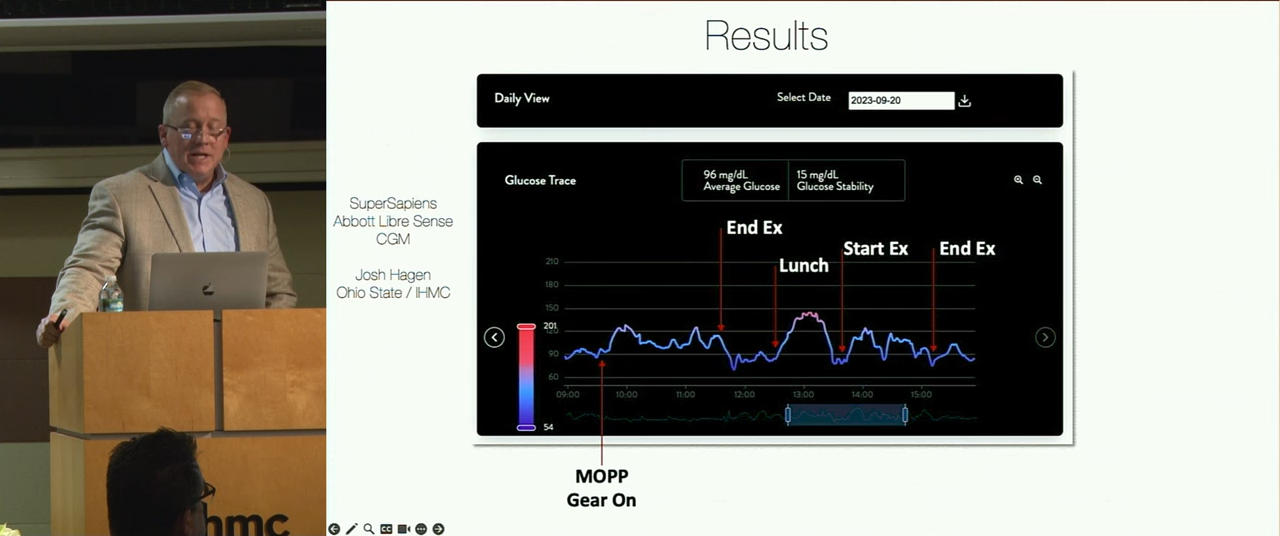 Results
Daily View
Select Date
2023-09-20
Glucose Trace
96 mg/dL
Average Glucose
15 mg/dL
Glucose Stability
SuperSapiens
Abbott Libre Sense
CGM
Josh Hagen
Ohio State / IHMC
End Ex
Lunch
Start Ex
End Ex
210
180
150
120
90
60
201
54
09:00 10:00 11:00 12:00 13:00 14:00 15:00
MOPP
Gear On
CC
hmc